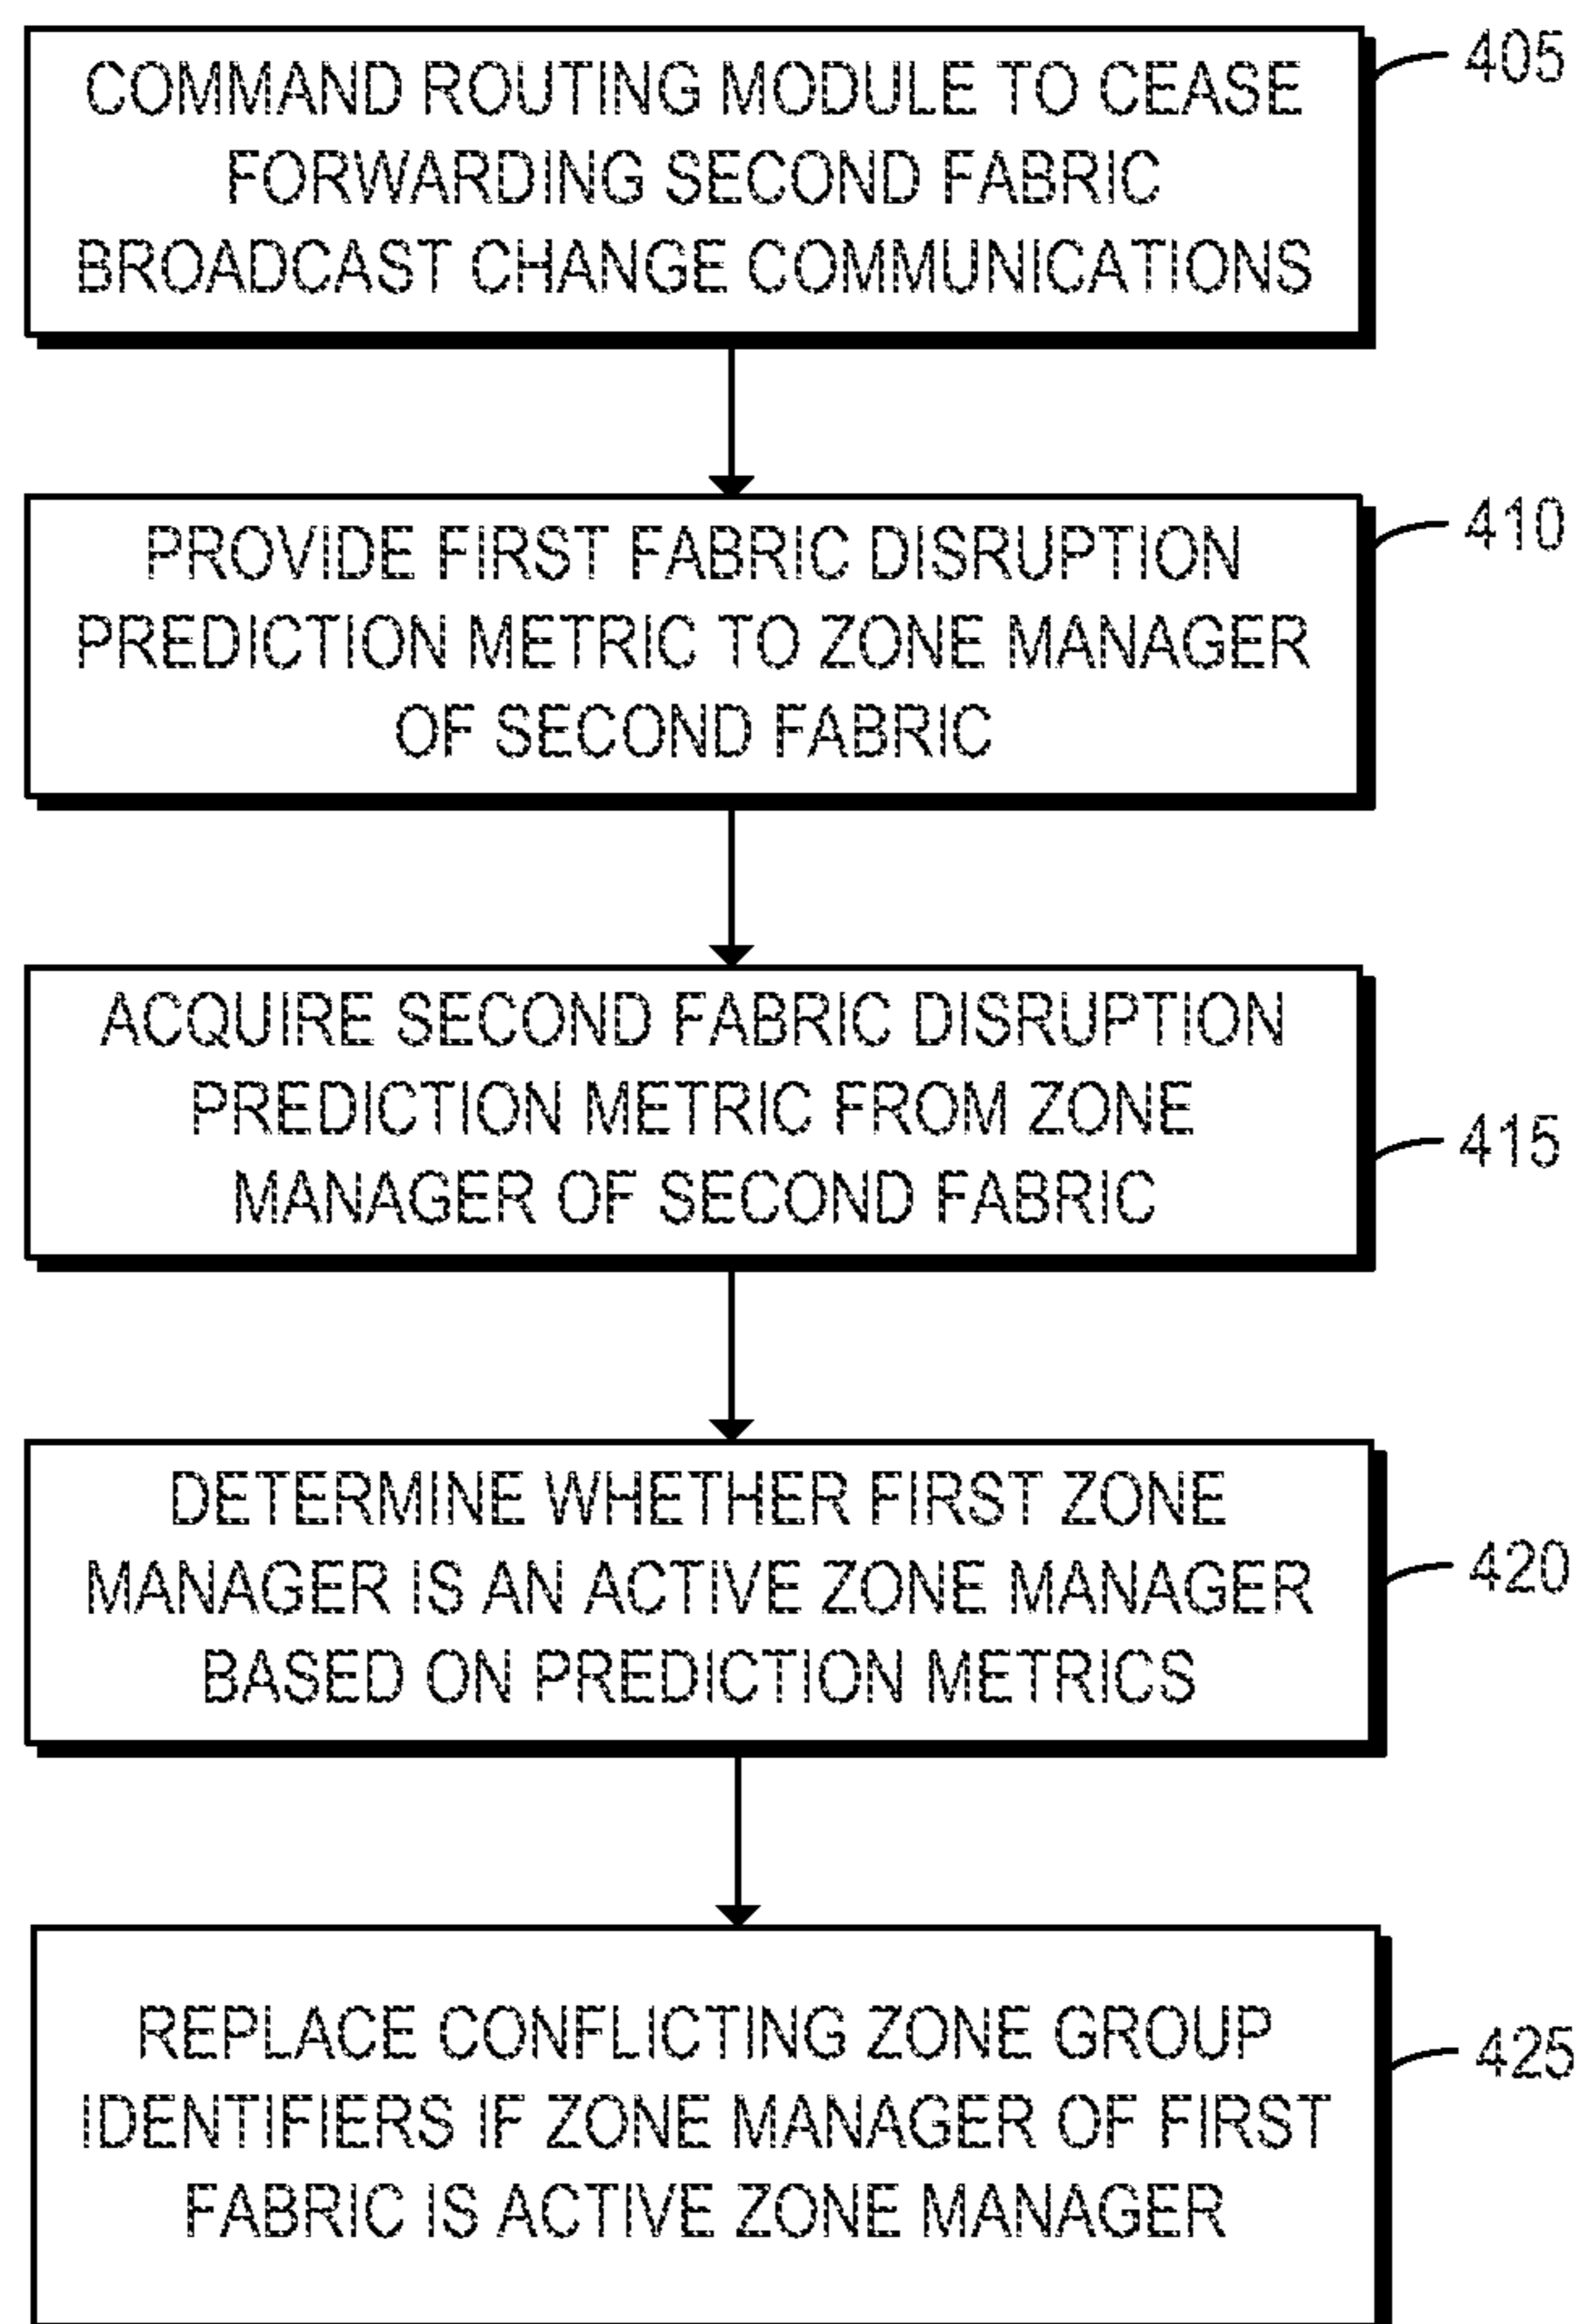 COMMAND ROUTING MODULE TO CEASE
FORWARDING SECOND FABRIC
BROADCAST CHANGE COMMUNICATIONS
405
PROVIDE FIRST FABRIC DISRUPTION
PREDICTION METRIC TO ZONE MANAGER
OF SECOND FABRIC
410
ACQUIRE SECOND FABRIC DISRUPTION
PREDICTION METRIC FROM ZONE
MANAGER OF SECOND FABRIC
415
DETERMINE WHETHER FIRST ZONE
MANAGER IS AN ACTIVE ZONE MANAGER
BASED ON PREDICTION METRICS
420
REPLACE CONFLICTING ZONE GROUP
IDENTIFIERS IF ZONE MANAGER OF FIRST
FABRIC IS ACTIVE ZONE MANAGER
425